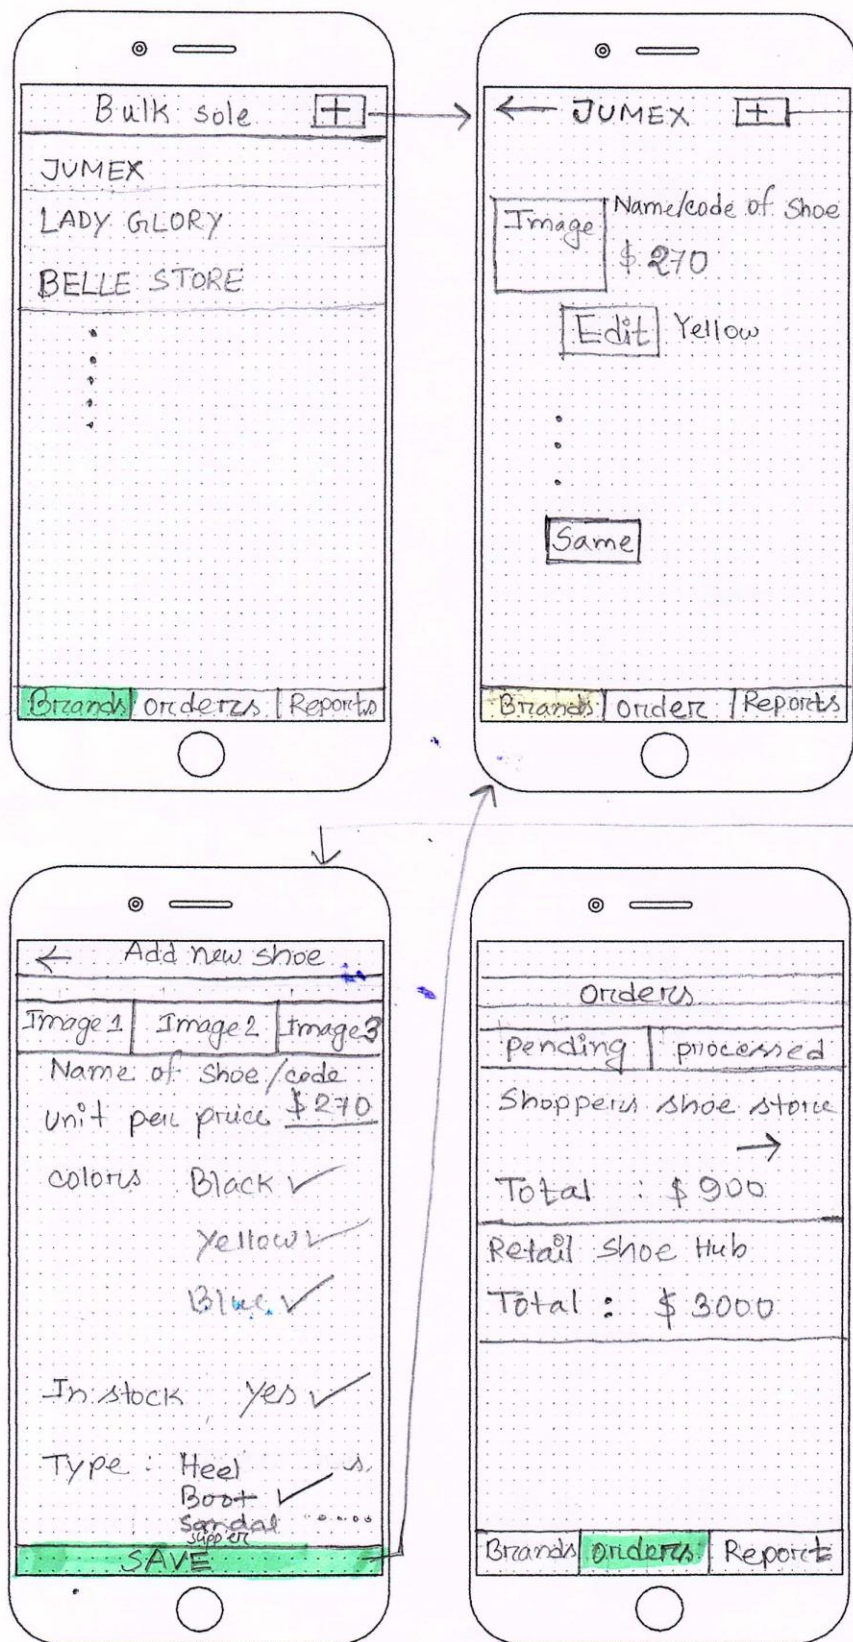 Bulk sole +
JUMEX
LADY GLORY
BELLE STORE
Brands orders Reports
← JUMEX +
Image
Name/code of Shoe
$ 270
Edit Yellow
Same
Brands order Reports
← Add new shoe
Image 1 Image 2 Image 3
Name of shoe/code
unit per price $ 270
colors Black ✓
Yellow ✓
Blue ✓
In stock yes ✓
Type : Heel
Boot ✓
Sandal
SAVE
orders
pending processed
Shoppers shoe store
→
Total : $ 900
Retail shoe Hub
Total : $ 3000
Brands orders Report